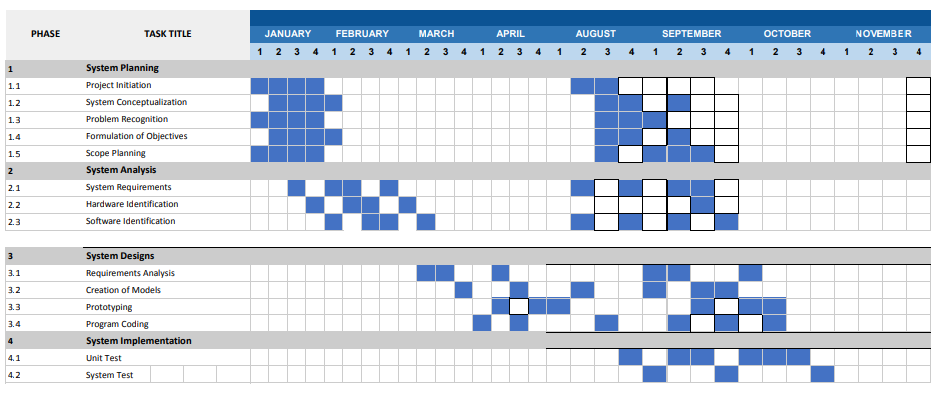 PHASE TASK TITLE JANUARY FEBRUARY MARCH APRIL AUGUST SEPTEMBER OCTOBER NOVEMBER
1 2 3 4 1 2 3 4 1 2 3 4 1 2 3 4 1 2 3 4 1 2 3 4 1 2 3 4 1 2 3 4
1 System Planning
1.1 Project Initiation
1.2 System Conceptualization
1.3 Problem Recognition
1.4 Formulation of Objectives
1.5 Scope Planning
2 System Analysis
2.1 System Requirements
2.2 Hardware Identification
2.3 Software Identification
3 System Designs
3.1 Requirements Analysis
3.2 Creation of Models
3.3 Prototyping
3.4 Program Coding
4 System Implementation
4.1 Unit Test
4.2 System Test